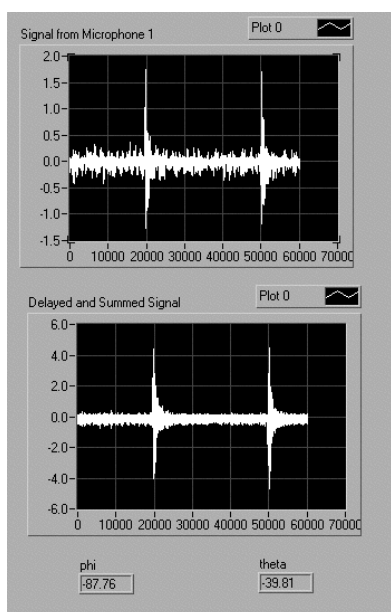 Signal from Microphone 1
Plot 0
2.0
1.5
1.0
0.5
0.0
-0.5
-1.0
-1.5
0 10000 20000 30000 40000 50000 60000 70000
Delayed and Summed Signal
Plot 0
6.0
4.0
2.0
0.0
-2.0
-4.0
-6.0
0 10000 20000 30000 40000 50000 60000 70000
phi theta
-87.76 -39.81